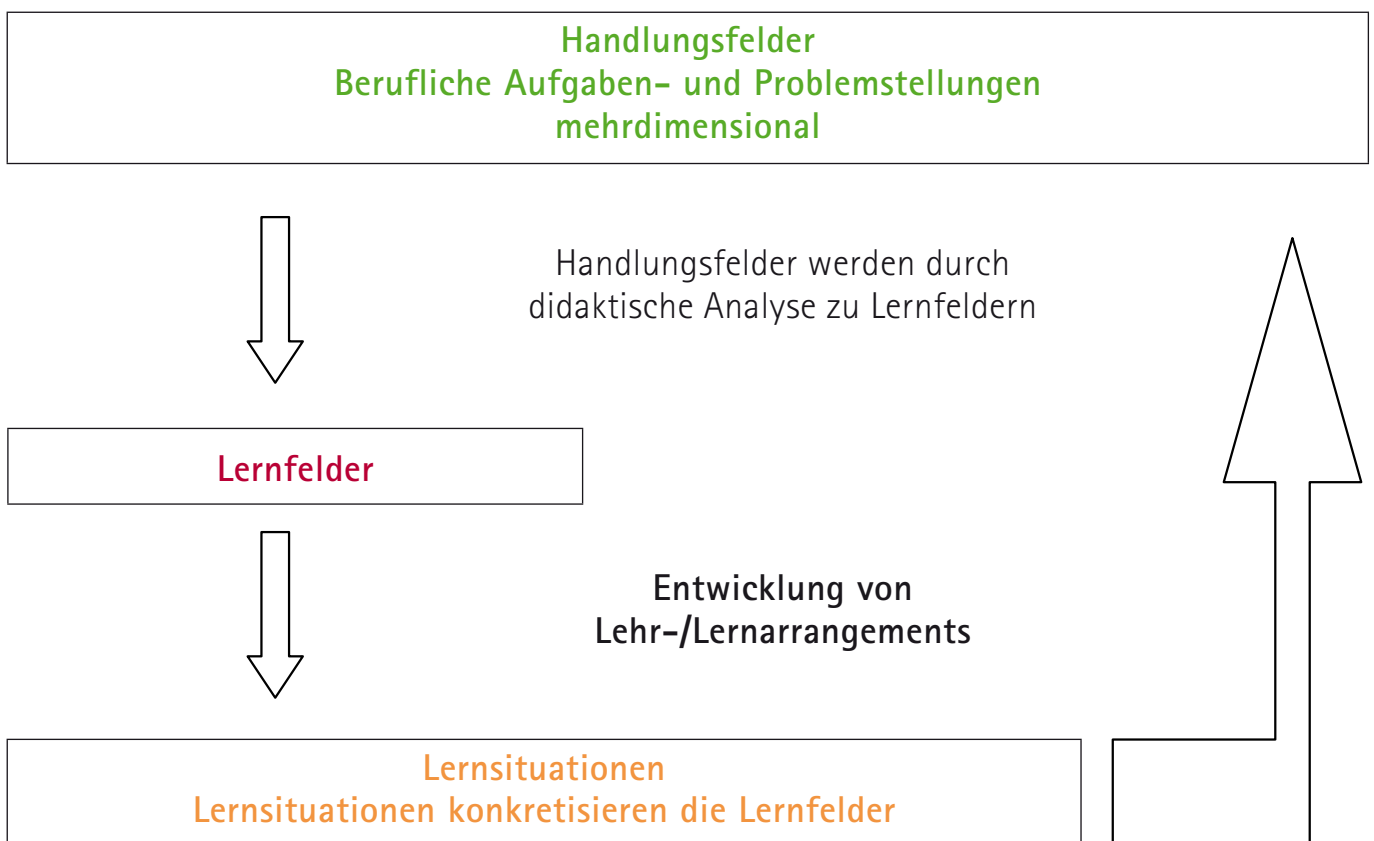 Handlungsfelder
Berufliche Aufgaben- und Problemstellungen
mehrdimensional
Handlungsfelder werden durch
didaktische Analyse zu Lernfeldern
Lernfelder
Entwicklung von
Lehr-/Lernarrangements
Lernsituationen
Lernsituationen konkretisieren die Lernfelder